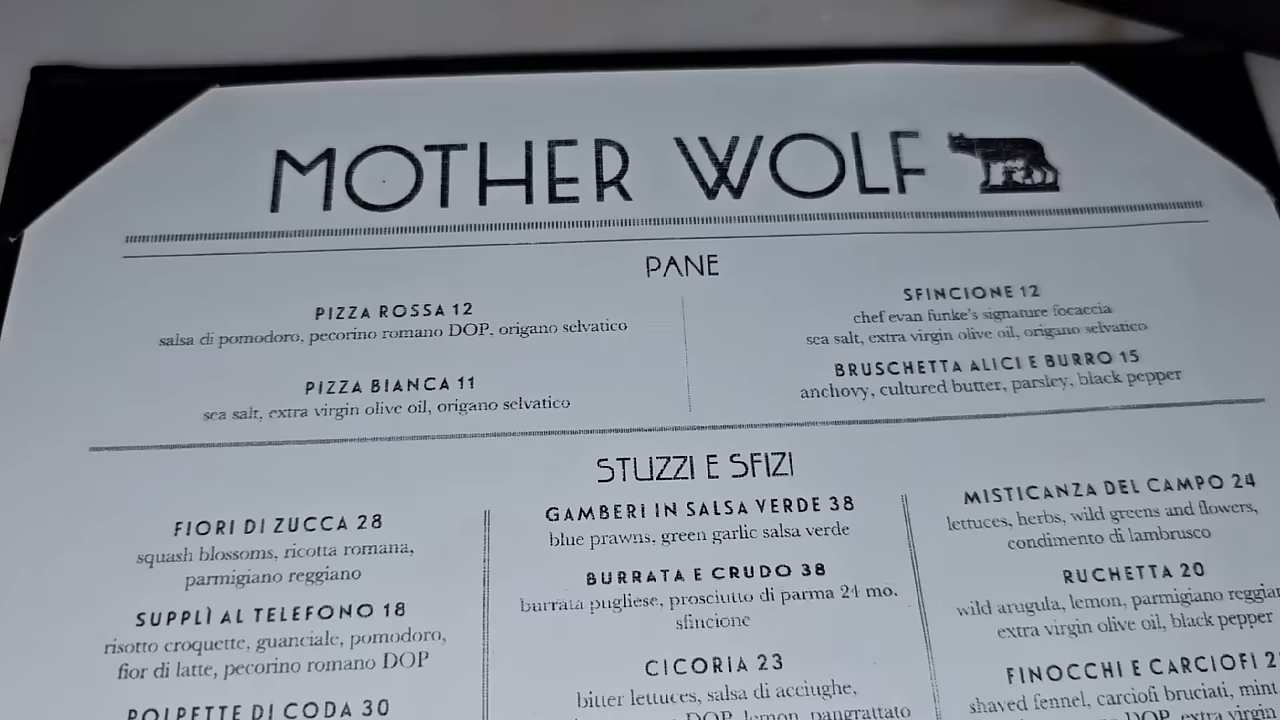 MOTHER WOLF
PANE
PIZZA ROSSA 12
salsa di pomodoro, pecorino romano DOP, origano selvatico
PIZZA BIANCA 11
sea salt, extra virgin olive oil, origano selvatico
SFINCIONE 12
chef evan funke's signature focaccia
sea salt, extra virgin olive oil, origano selvatico
BRUSCHETTA ALICI E BURRO 15
anchovy, cultured butter, parsley, black pepper
STUZZI E SFIZI
FIORI DI ZUCCA 28
squash blossoms, ricotta romana,
parmigiano reggiano
SUPPLÌ AL TELEFONO 18
risotto croquette, guanciale, pomodoro,
fior di latte, pecorino romano DOP
POLPETTE DI CODA 30
GAMBERI IN SALSA VERDE 38
blue prawns, green garlic salsa verde
BURRATA E CRUDO 38
burrata pugliese, prosciutto di parma 24 mo.
sfincione
CICORIA 23
bitter lettuces, salsa di acciughe,
DOP, lemon, pangrattato
MISTICANZA DEL CAMPO 24
lettuces, herbs, wild greens and flowers,
condimento di lambrusco
RUCHETTA 20
wild arugula, lemon, parmigiano
extra virgin olive oil, black pepper
FINOCCHI E CARCIOFI
shaved fennel, carciofi bruciati, mint
DOP, extra virgin